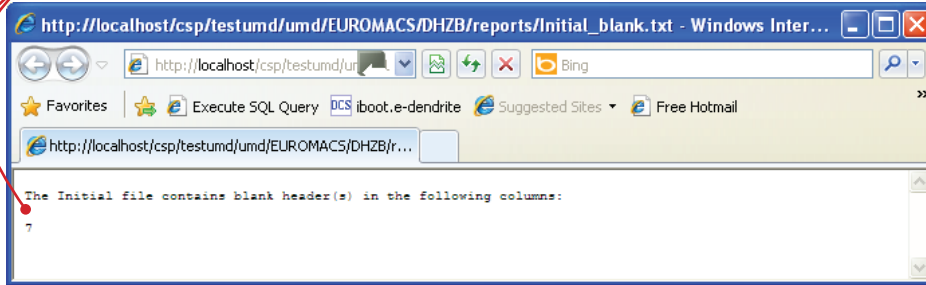 http://localhost/csp/testumd/umd/EUROMACS/DHZB/reports/Initial_blank.txt - Windows Inter...
http://localhost/csp/testumd/ur
Bing
Favorites
Execute SQL Query
DCS iboot.e-dendrite
Suggested Sites
Free Hotmail
»
http://localhost/csp/testumd/umd/EUROMACS/DHZB/r...
The Initial file contains blank header(s) in the following columns:
7